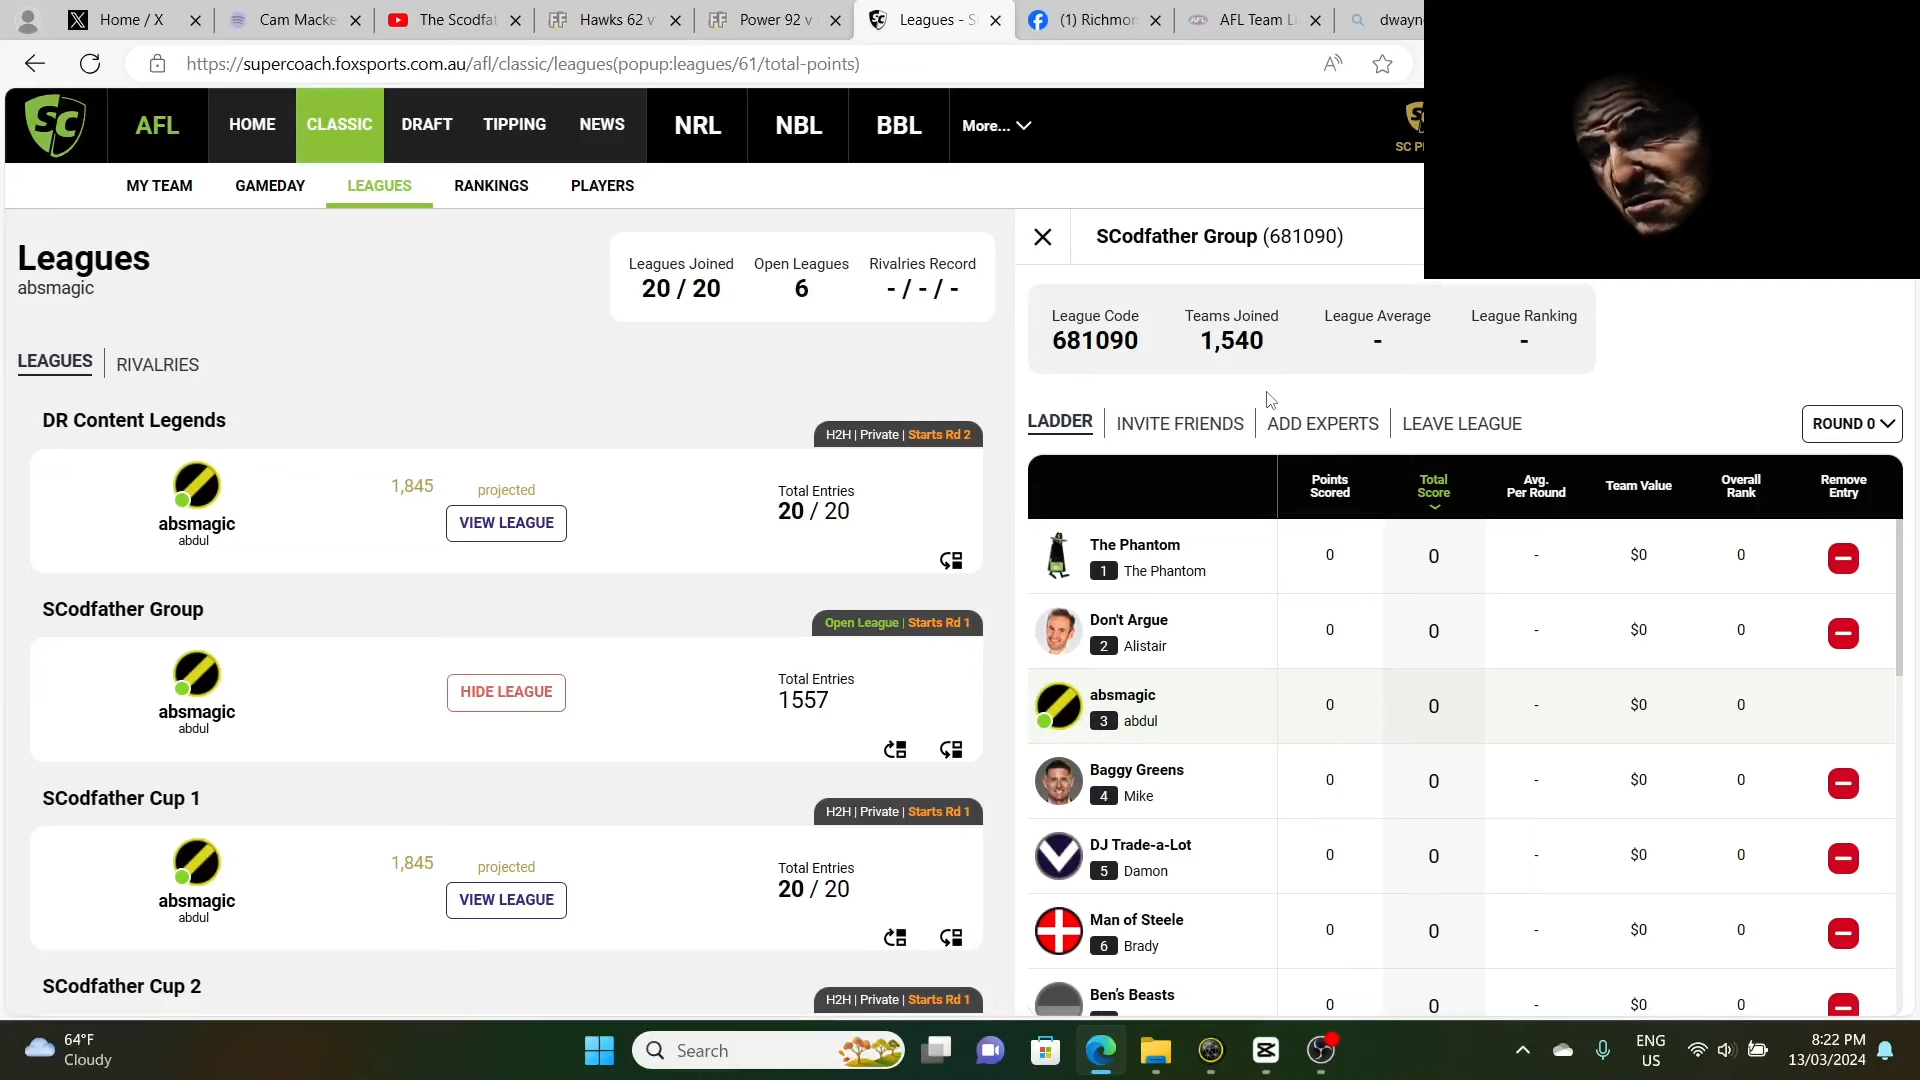 Home / X
Cam Macke
The Scodfat
Hawks 62 v
Power 92 v
Leagues - S
(1) Richmon
AFL Team Li
dwayn
https://supercoach.foxsports.com.au/afl/classic/leagues(popup:leagues/61/total-points)
SC
AFL
HOME
CLASSIC
DRAFT
TIPPING
NEWS
NRL
NBL
BBL
More...
SC PL
MY TEAM
GAMEDAY
LEAGUES
RANKINGS
PLAYERS
Leagues
absmagic
Leagues Joined
20 / 20
Open Leagues
6
Rivalries Record
- / - / -
LEAGUES
RIVALRIES
DR Content Legends
H2H | Private | Starts Rd 2
absmagic
abdul
1,845
projected
VIEW LEAGUE
Total Entries
20 / 20
SCodfather Group
Open League | Starts Rd 1
absmagic
abdul
HIDE LEAGUE
Total Entries
1557
SCodfather Cup 1
H2H | Private | Starts Rd 1
absmagic
abdul
1,845
projected
VIEW LEAGUE
Total Entries
20 / 20
SCodfather Cup 2
H2H | Private | Starts Rd 1
SCodfather Group (681090)
League Code
681090
Teams Joined
1,540
League Average
-
League Ranking
-
LADDER
INVITE FRIENDS
ADD EXPERTS
LEAVE LEAGUE
ROUND 0
Points Scored
Total Score
Avg. Per Round
Team Value
Overall Rank
Remove Entry
The Phantom
1 The Phantom
0 0 - $0 0
Don't Argue
2 Alistair
0 0 - $0 0
absmagic
3 abdul
0 0 - $0 0
Baggy Greens
4 Mike
0 0 - $0 0
DJ Trade-a-Lot
5 Damon
0 0 - $0 0
Man of Steele
6 Brady
0 0 - $0 0
Ben's Beasts
0 0 - $0 0
64°F
Cloudy
Search
ENG
US
8:22 PM
13/03/2024